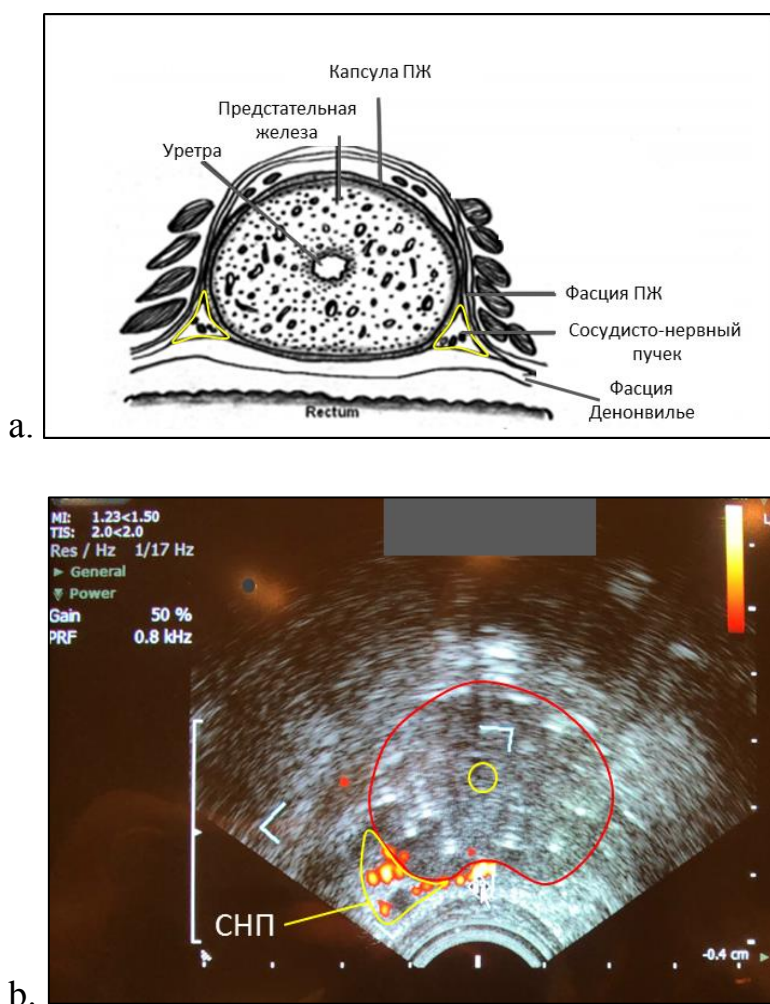 Капсула ПЖ
Предстательная
железа
Уретра
Фасция ПЖ
Сосудисто-нервный
пучек
Фасция
Денонвилье
Rectum
a.
MI: 1.23<1.50
TIS: 2.0<2.0
Res / Hz 1/17 Hz
► General
Power
Gain 50 %
PRF 0.8 kHz
L
СНП
-0.4 cm
b.